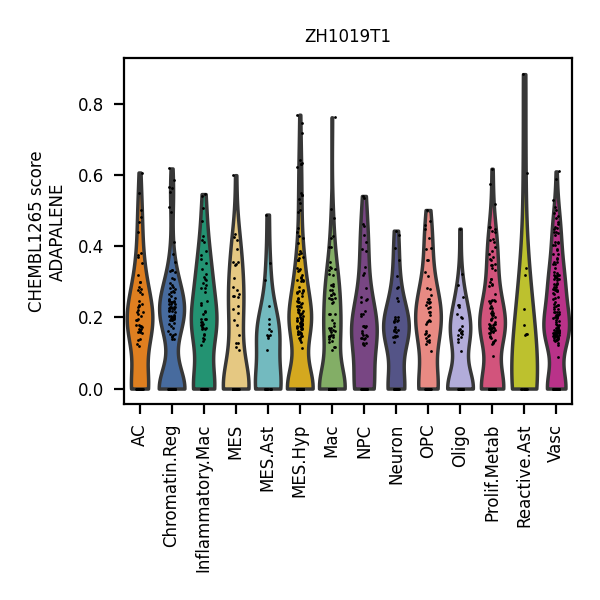 ZH1019T1
CHEMBL1265 score
ADAPALENE
0.8
0.6
0.4
0.2
0.0
AC
Chromatin.Reg
Inflammatory.Mac
MES
MES.Ast
MES.Hyp
Mac
NPC
Neuron
OPC
Oligo
Prolif.Metab
Reactive.Ast
Vasc